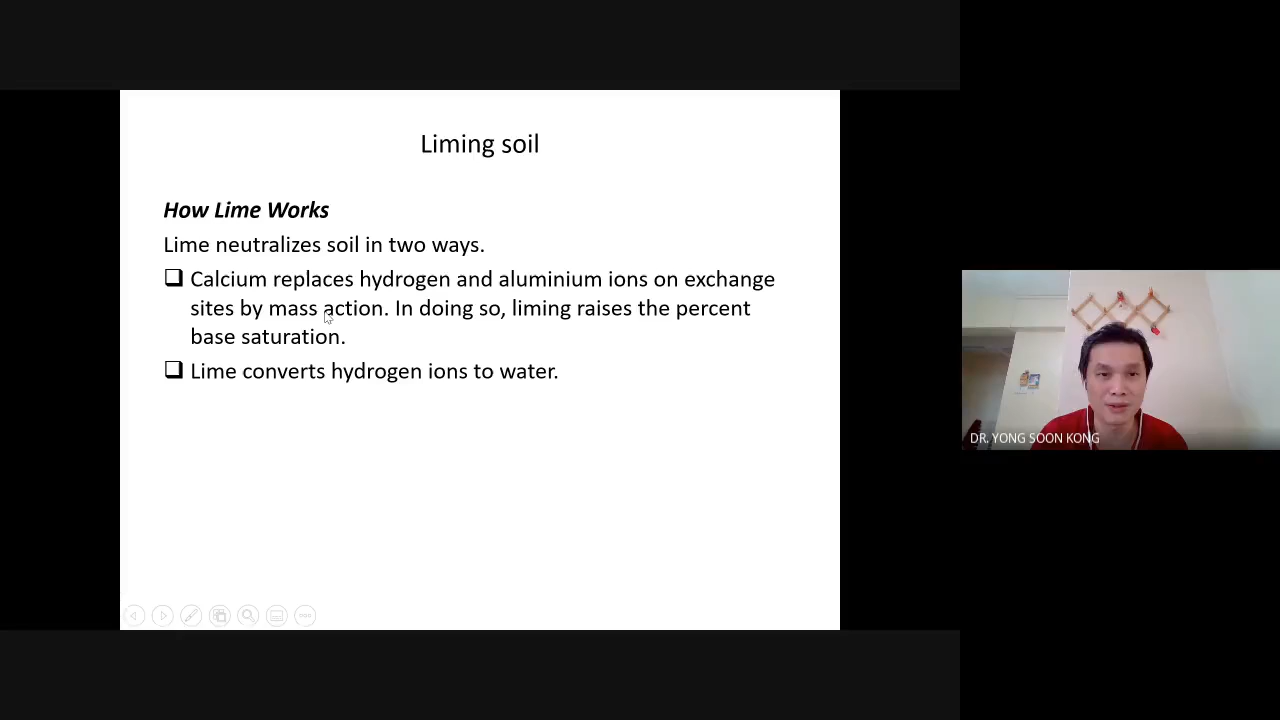 Liming soil
How Lime Works
Lime neutralizes soil in two ways.
Calcium replaces hydrogen and aluminium ions on exchange
sites by mass action. In doing so, liming raises the percent
base saturation.
Lime converts hydrogen ions to water.
DR. YONG SOON KONG